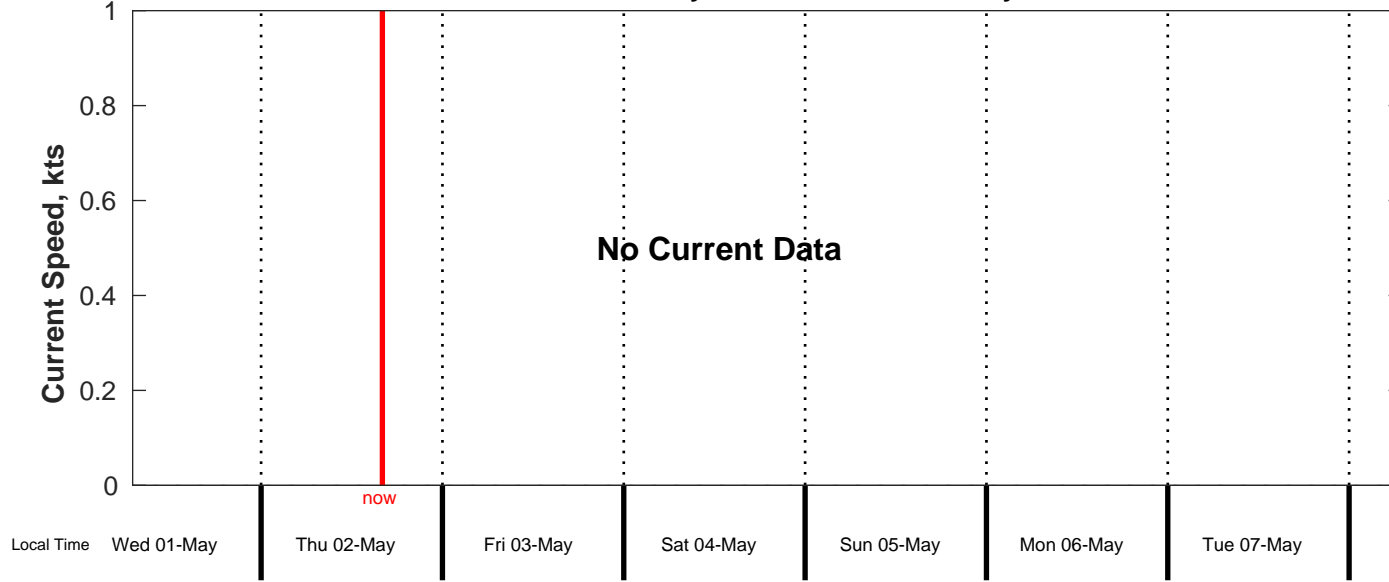 1
0.8
0.6
0.4
0.2
0
Current Speed, kts
No Current Data
now
Local Time Wed 01-May Thu 02-May Fri 03-May Sat 04-May Sun 05-May Mon 06-May Tue 07-May